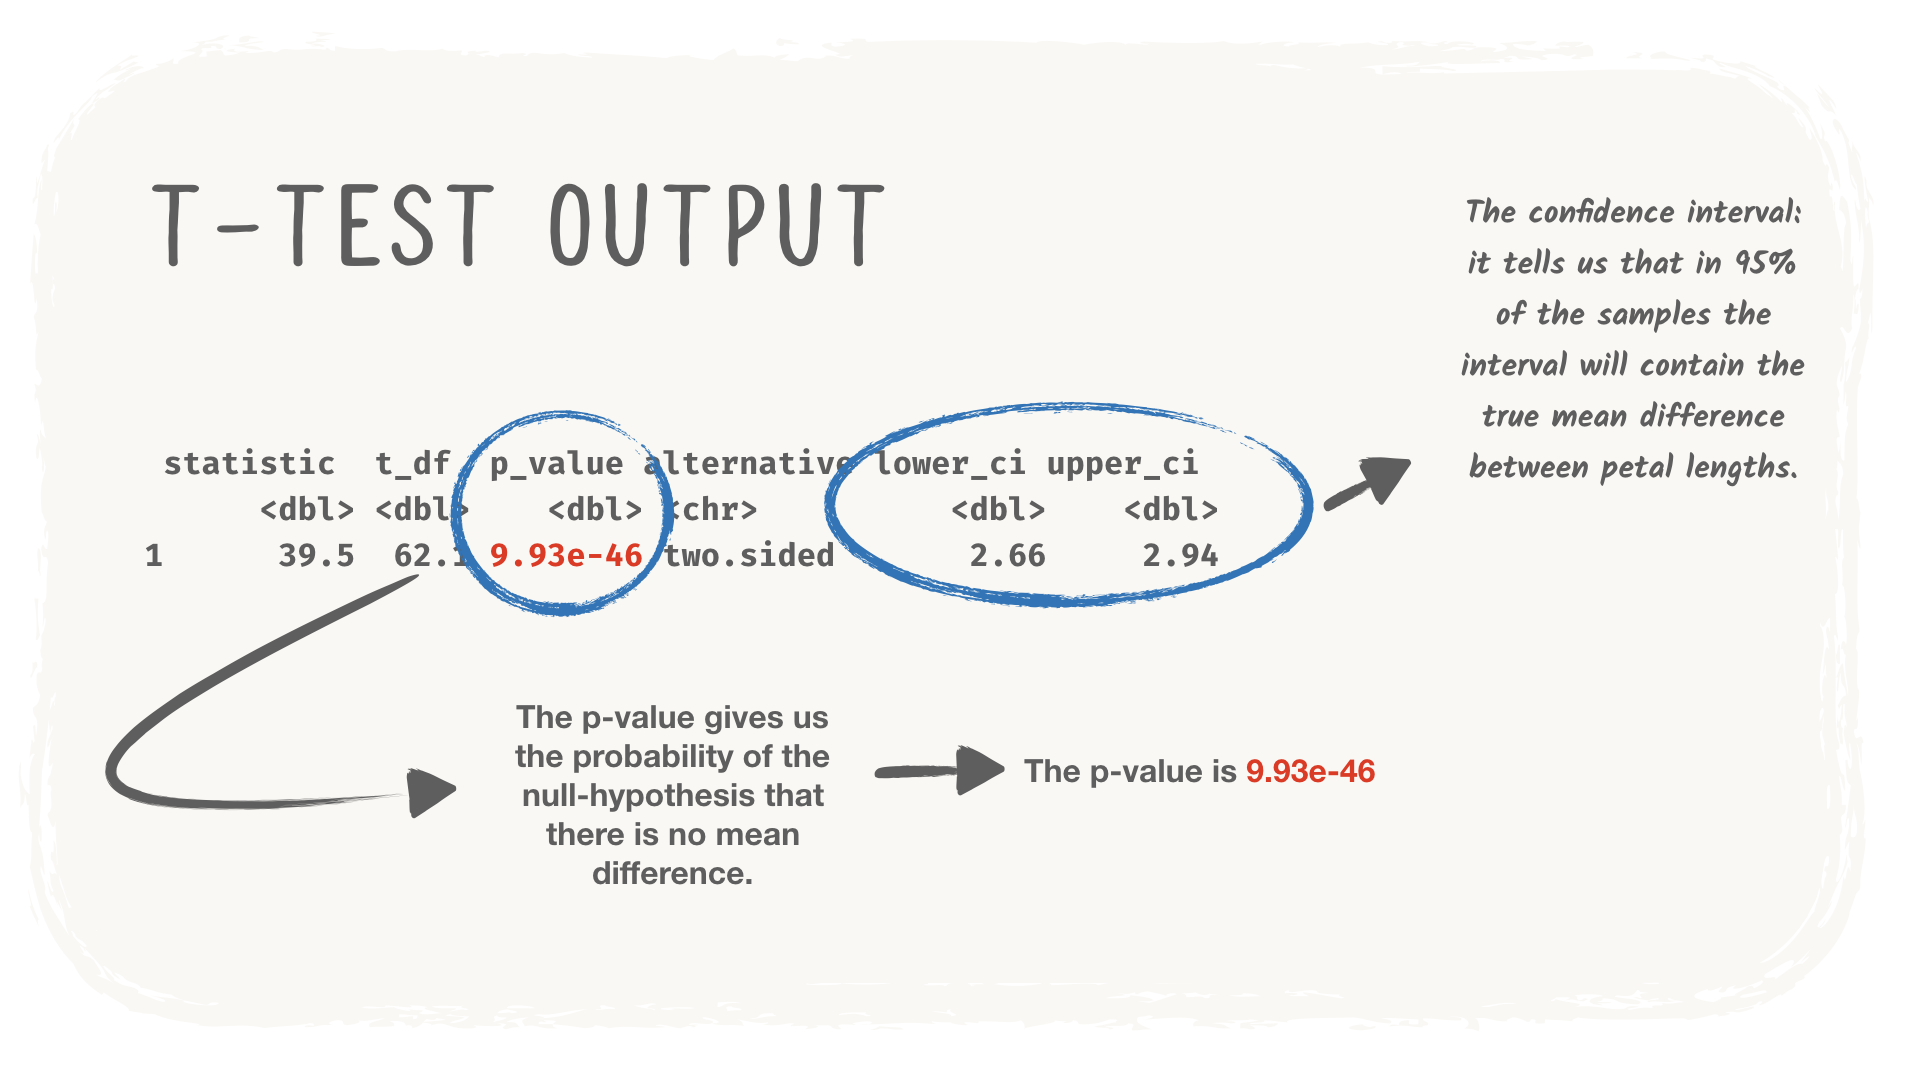 T-TEST OUTPUT
The confidence interval:
it tells us that in 95%
of the samples the
interval will contain the
true mean difference
between petal lengths.
statistic t_df p_value alternative lower_ci upper_ci
<dbl> <dbl> <dbl> <chr> <dbl> <dbl>
1 39.5 62.1 9.93e-46 two.sided 2.66 2.94
The p-value gives us
the probability of the
null-hypothesis that
there is no mean
difference.
The p-value is 9.93e-46